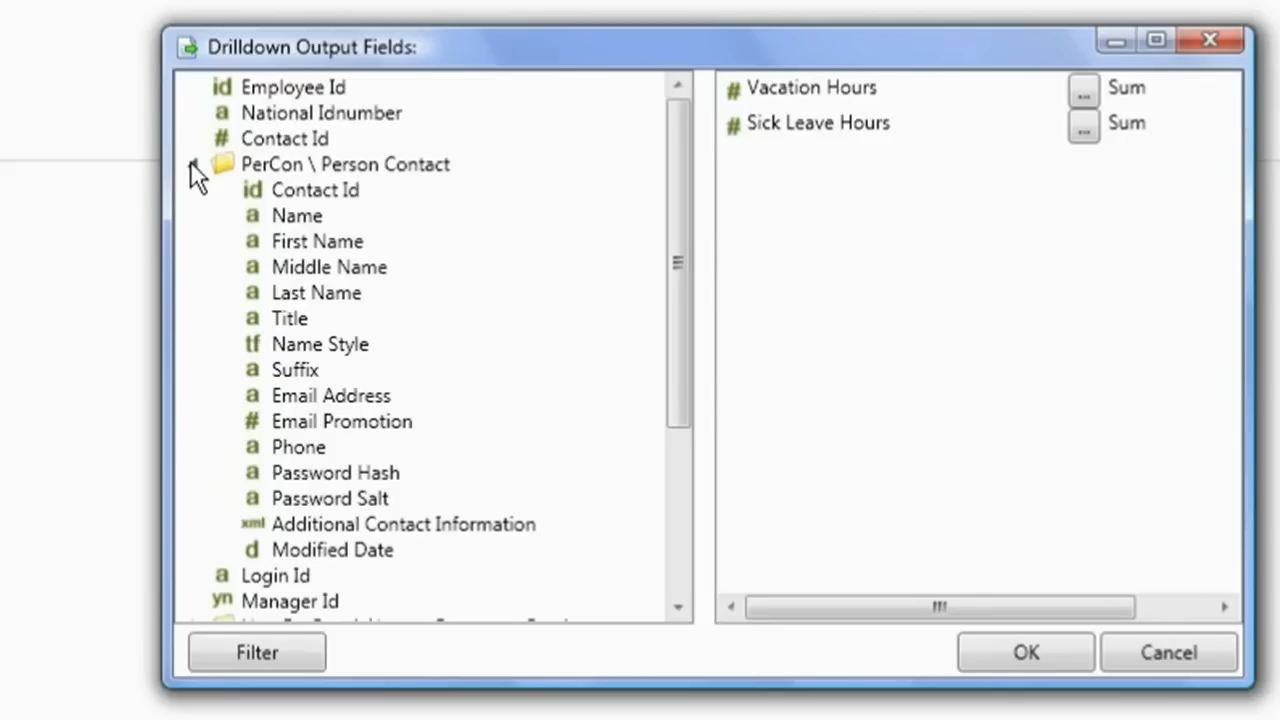 Drilldown Output Fields:
id Employee Id
a National Idnumber
# Contact Id
PerCon \ Person Contact
id Contact Id
a Name
a First Name
a Middle Name
a Last Name
a Title
tf Name Style
a Suffix
a Email Address
# Email Promotion
a Phone
a Password Hash
a Password Salt
xml Additional Contact Information
d Modified Date
a Login Id
yn Manager Id
# Vacation Hours ... Sum
# Sick Leave Hours ... Sum
Filter
OK
Cancel